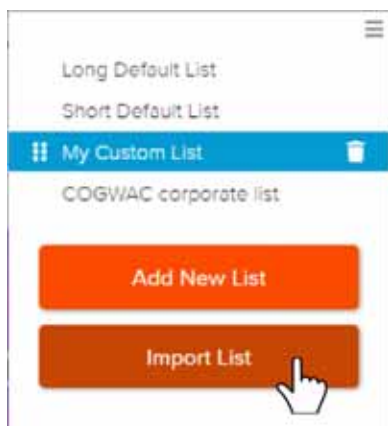 Long Default List
Short Default List
My Custom List
COGWAC corporate list
Add New List
Import List